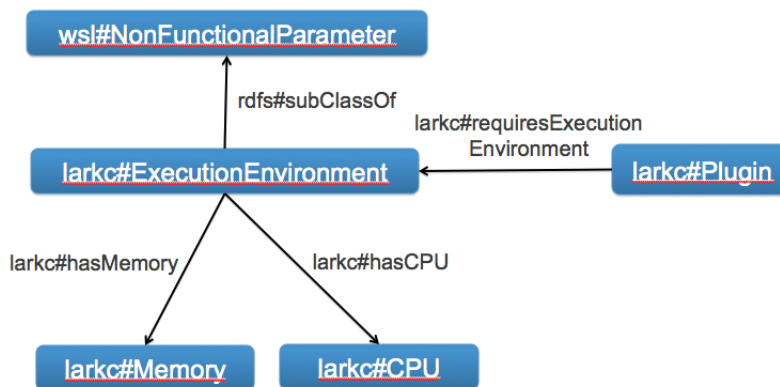 wsl#NonFunctionalParameter
rdfs#subClassOf
larkc#requiresExecution
Environment
larkc#ExecutionEnvironment
larkc#Plugin
larkc#hasMemory
larkc#hasCPU
larkc#Memory
larkc#CPU